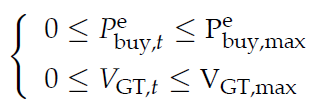 0 ≤ P^e_{buy,t} ≤ P^e_{buy,max}
0 ≤ V_{GT,t} ≤ V_{GT,max}